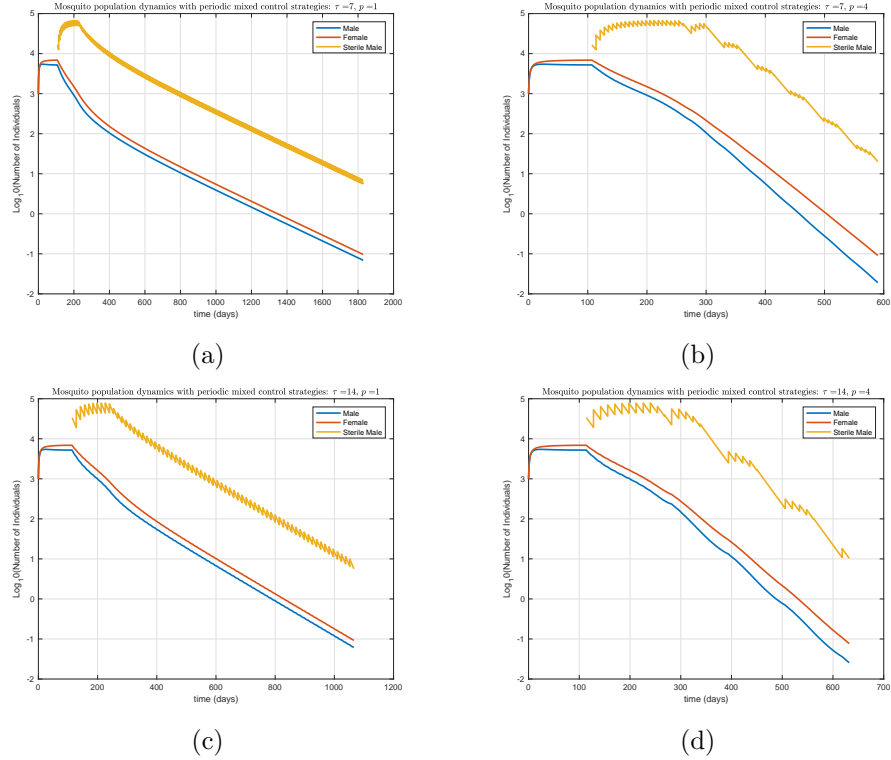 Mosquito population dynamics with periodic mixed control strategies: τ =7, p =1
Male
Female
Sterile Male
Log₁0(Number of Individuals)
5
4
3
2
1
0
-1
-2
0 200 400 600 800 1000 1200 1400 1600 1800 2000
time (days)
(a)
Mosquito population dynamics with periodic mixed control strategies: τ =7, p =4
Male
Female
Sterile Male
Log₁0(Number of Individuals)
5
4
3
2
1
0
-1
-2
0 100 200 300 400 500 600
time (days)
(b)
Mosquito population dynamics with periodic mixed control strategies: τ =14, p =1
Male
Female
Sterile Male
Log₁0(Number of Individuals)
5
4
3
2
1
0
-1
-2
0 200 400 600 800 1000 1200
time (days)
(c)
Mosquito population dynamics with periodic mixed control strategies: τ =14, p =4
Male
Female
Sterile Male
Log₁0(Number of Individuals)
5
4
3
2
1
0
-1
-2
0 100 200 300 400 500 600 700
time (days)
(d)